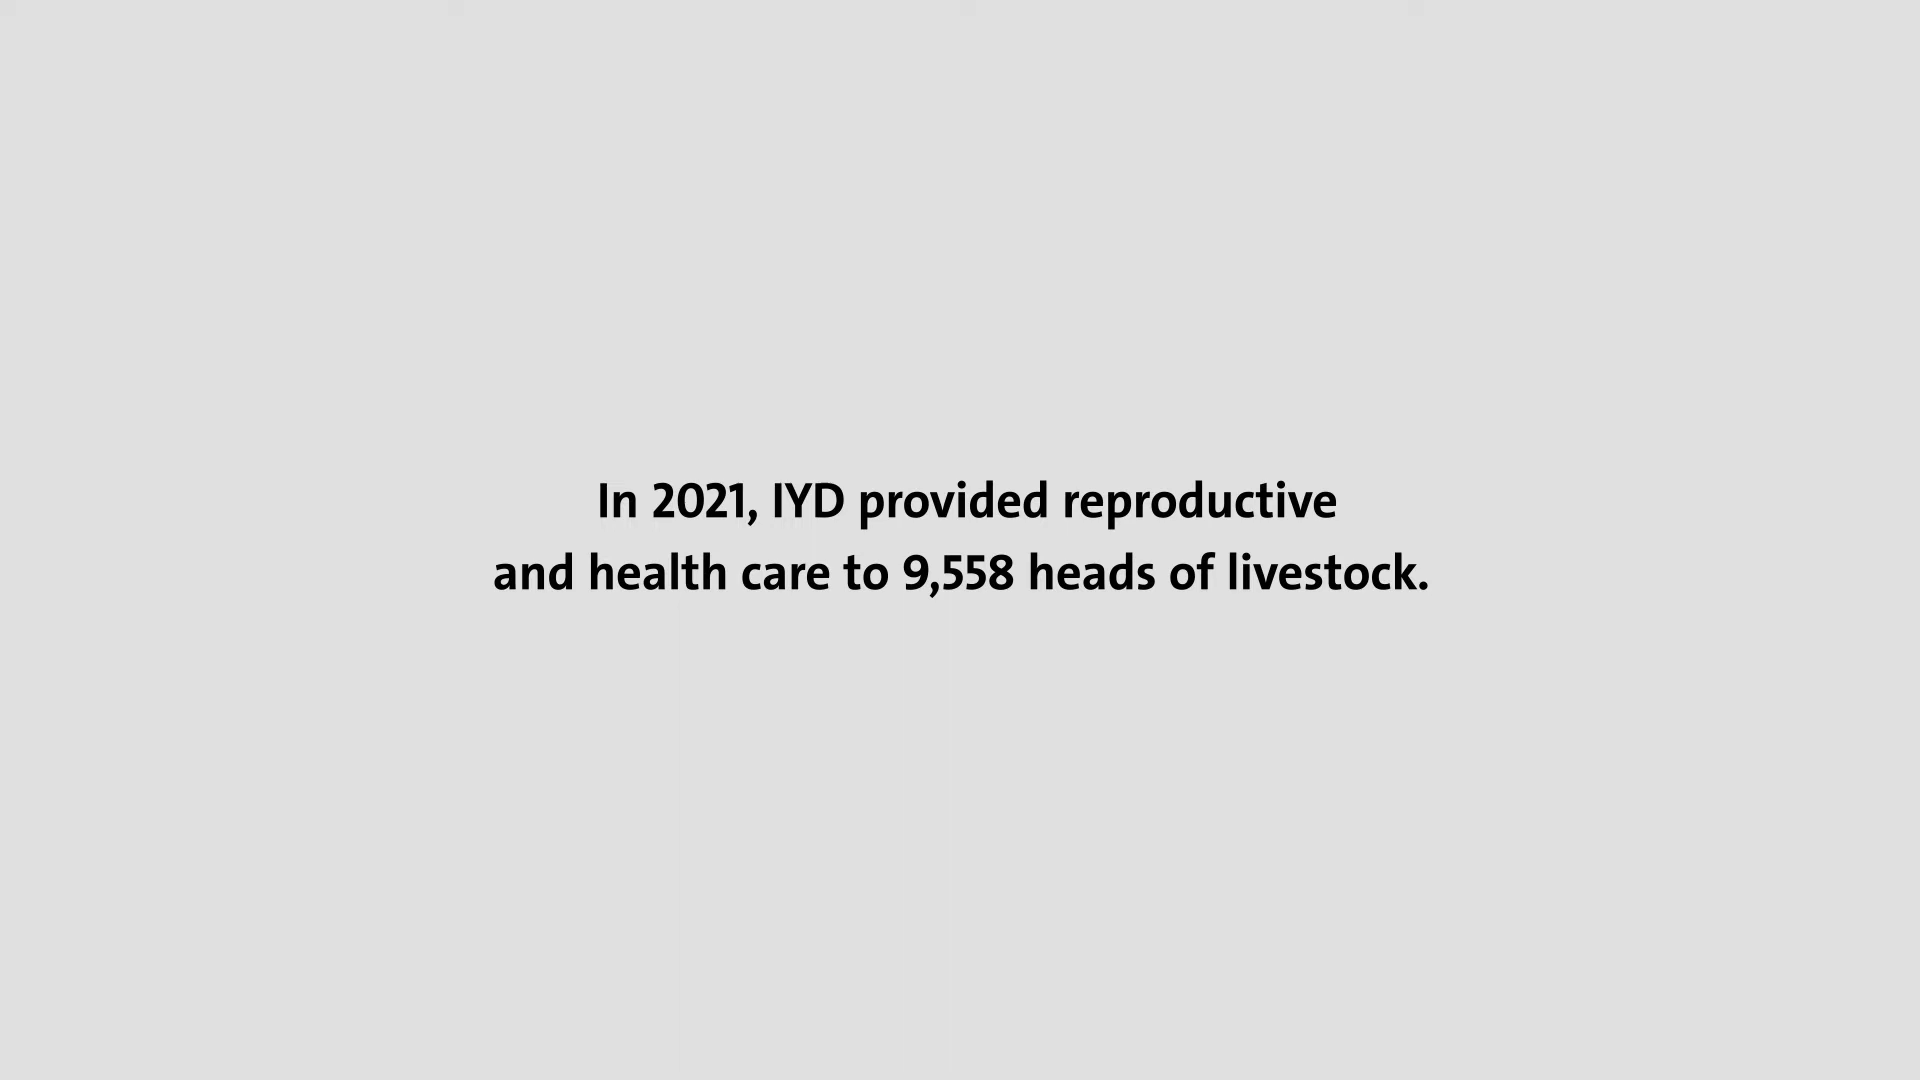 In 2021, IYD provided reproductive
and health care to 9,558 heads of livestock.